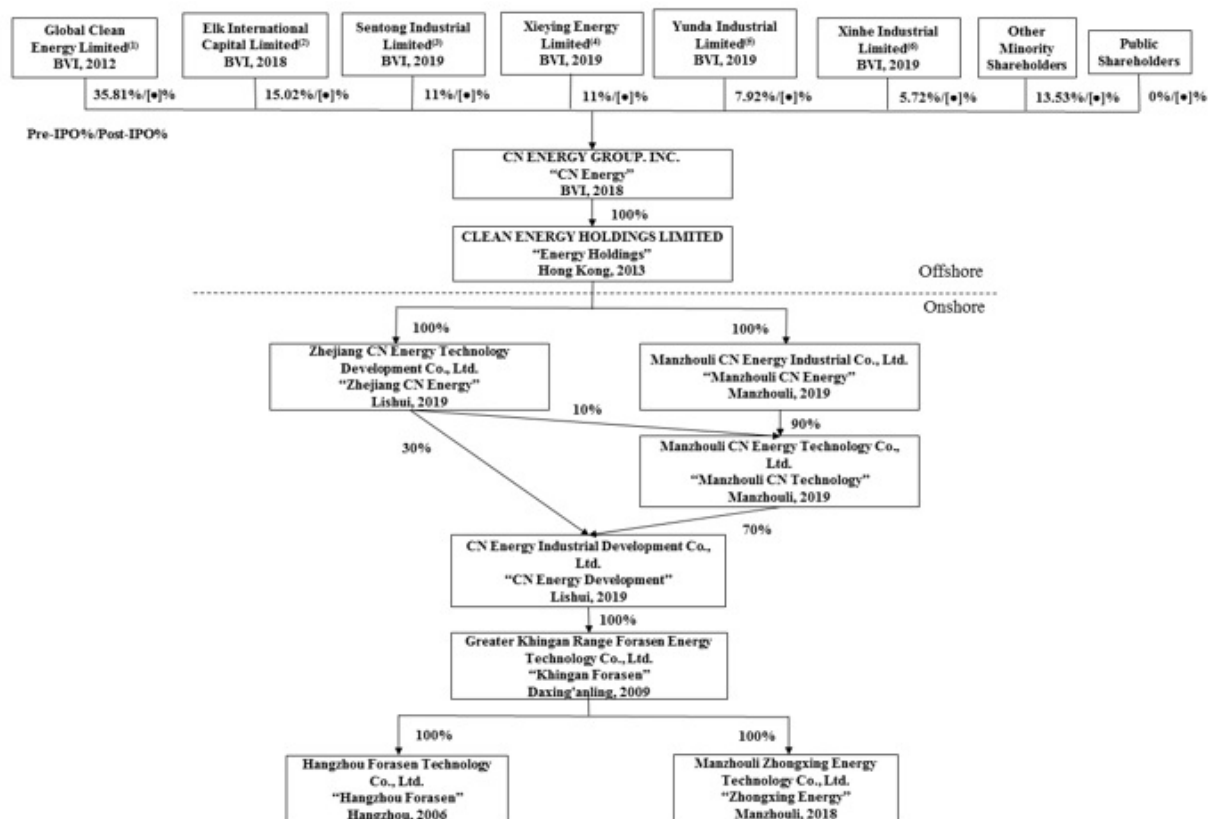 Global Clean
Energy Limited(1)
BVI, 2012
Elk International
Capital Limited(2)
BVI, 2018
Sentong Industrial
Limited(3)
BVI, 2019
Xieying Energy
Limited(4)
BVI, 2019
Yunda Industrial
Limited(5)
BVI, 2019
Xinhe Industrial
Limited(6)
BVI, 2019
Other
Minority
Shareholders
Public
Shareholders
35.81%/[●]%
15.02%/[●]%
11%/[●]%
11%/[●]%
7.92%/[●]%
5.72%/[●]%
13.53%/[●]%
0%/[●]%
Pre-IPO%/Post-IPO%
CN ENERGY GROUP. INC.
“CN Energy”
BVI, 2018
100%
CLEAN ENERGY HOLDINGS LIMITED
“Energy Holdings”
Hong Kong, 2013
Offshore
Onshore
100%
100%
Zhejiang CN Energy Technology
Development Co., Ltd.
“Zhejiang CN Energy”
Lishui, 2019
Manzhouli CN Energy Industrial Co., Ltd.
“Manzhouli CN Energy”
Manzhouli, 2019
10%
90%
30%
Manzhouli CN Energy Technology Co.,
Ltd.
“Manzhouli CN Technology”
Manzhouli, 2019
70%
CN Energy Industrial Development Co.,
Ltd.
“CN Energy Development”
Lishui, 2019
100%
Greater Khingan Range Forasen Energy
Technology Co., Ltd.
“Khingan Forasen”
Daxing'anling, 2009
100%
100%
Hangzhou Forasen Technology
Co., Ltd.
“Hangzhou Forasen”
Hangzhou, 2006
Manzhouli Zhongxing Energy
Technology Co., Ltd.
“Zhongxing Energy”
Manzhouli, 2018